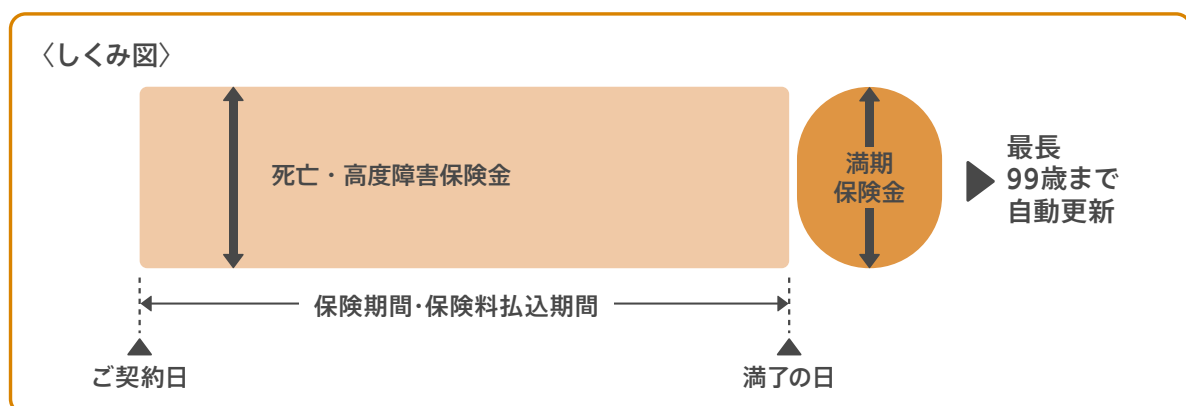 〈しくみ図〉
死亡・高度障害保険金
満期
保険金
最長
99歳まで
自動更新
保険期間・保険料払込期間
ご契約日
満了の日